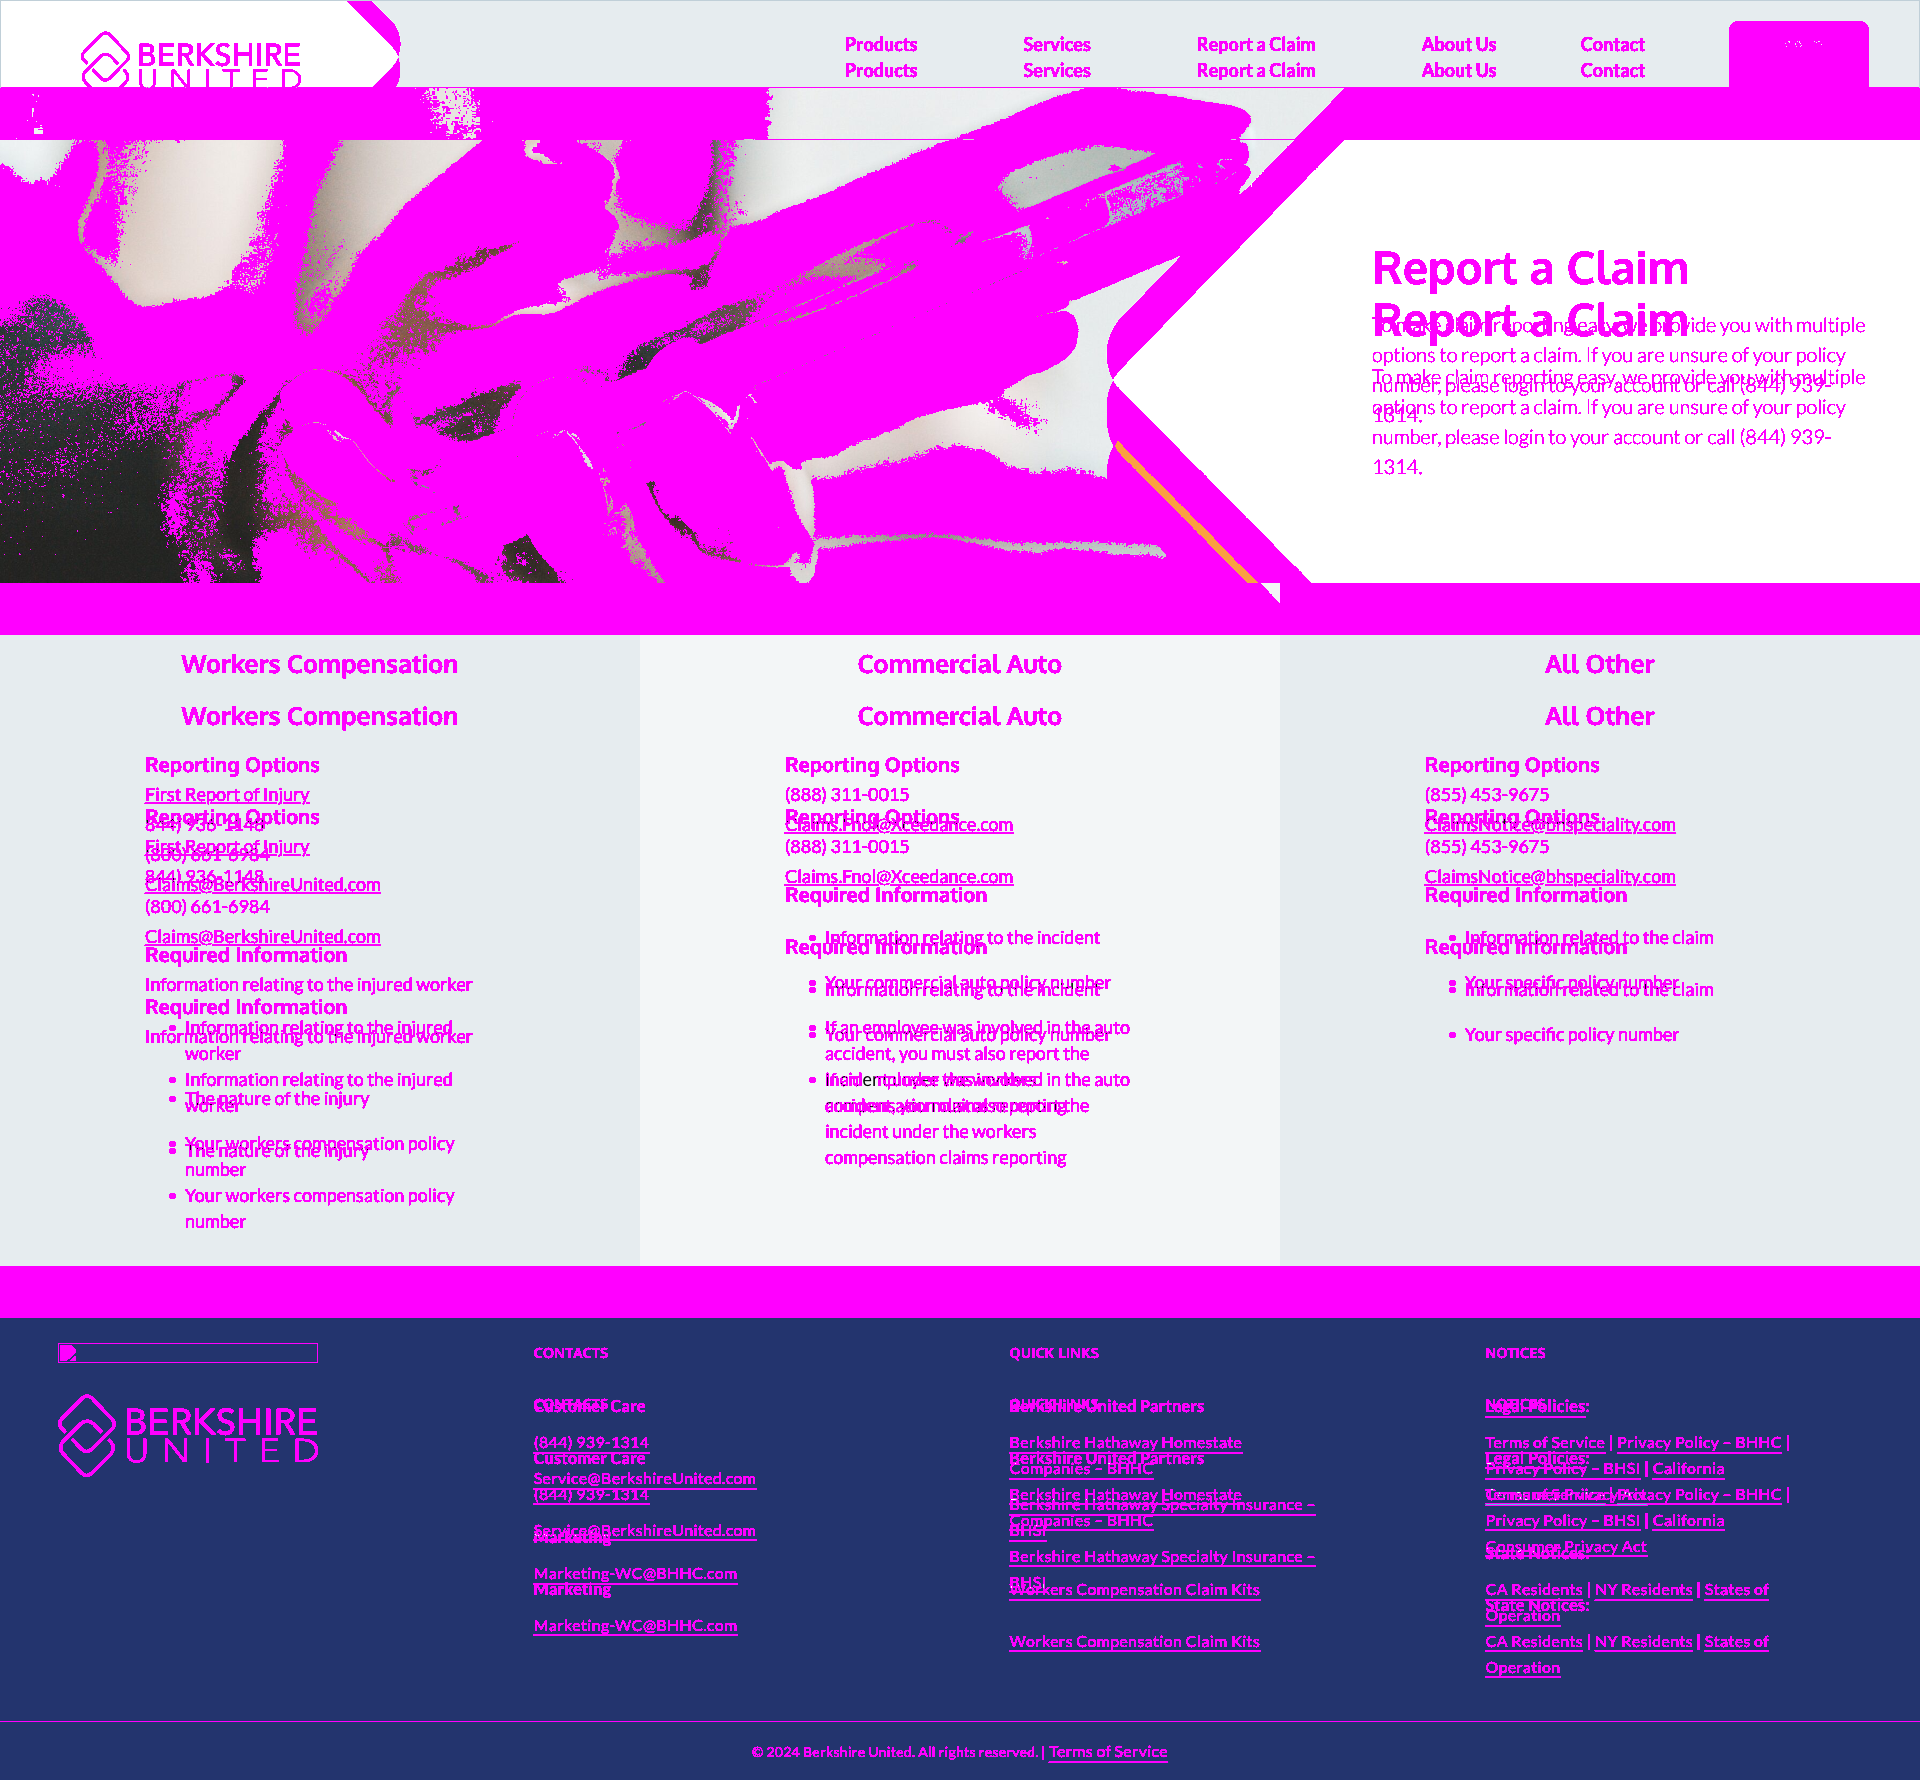 BERKSHIRE
UNITED
Products Services Report a Claim About Us Contact
Products Services Report a Claim About Us Contact
Report a Claim
Report a Claim
To make claim reporting easy, we provide you with multiple
options to report a claim. If you are unsure of your policy
To make claim reporting easy, we provide you with multiple
number, please login to your account or call (844) 939-
options to report a claim. If you are unsure of your policy
1314.
number, please login to your account or call (844) 939-
1314.
Workers Compensation
Workers Compensation
Reporting Options
First Report of Injury
Reporting Options
844) 936-1148
First Report of Injury
(800) 661-6984
844) 936-1148
Claims@BerkshireUnited.com
(800) 661-6984
Claims@BerkshireUnited.com
Required Information
Information relating to the injured worker
Required Information
Information relating to the injured
Information relating to the injured worker
worker
Information relating to the injured
The nature of the injury
worker
Your workers compensation policy
The nature of the injury
number
Your workers compensation policy
number
Commercial Auto
Commercial Auto
Reporting Options
(888) 311-0015
Reporting Options
Claims.Fnol@Xceedance.com
(888) 311-0015
Claims.Fnol@Xceedance.com
Required Information
Information relating to the incident
Required Information
Your commercial auto policy number
Information relating to the incident
If an employee was involved in the auto
Your commercial auto policy number
accident, you must also report the
If an employee was involved in the auto
incident under the workers
accident, you must also report the
compensation claims reporting
incident under the workers
compensation claims reporting
All Other
All Other
Reporting Options
(855) 453-9675
Reporting Options
ClaimsNotice@bhspeciality.com
(855) 453-9675
ClaimsNotice@bhspeciality.com
Required Information
Information related to the claim
Required Information
Your specific policy number
Information related to the claim
Your specific policy number
BERKSHIRE
UNITED
CONTACTS
CONTACTS
Customer Care
(844) 939-1314
Customer Care
Service@BerkshireUnited.com
(844) 939-1314
Service@BerkshireUnited.com
Marketing
Marketing-WC@BHHC.com
Marketing
Marketing-WC@BHHC.com
QUICK LINKS
QUICK LINKS
Berkshire United Partners
Berkshire Hathaway Homestate
Berkshire United Partners
Companies – BHHC
Berkshire Hathaway Homestate
Berkshire Hathaway Specialty Insurance –
Companies – BHHC
BHSI
Berkshire Hathaway Specialty Insurance –
BHSI
Workers Compensation Claim Kits
Workers Compensation Claim Kits
NOTICES
NOTICES
Legal Policies:
Terms of Service | Privacy Policy – BHHC |
Legal Policies:
Privacy Policy – BHSI | California
Terms of Service | Privacy Policy – BHHC |
Consumer Privacy Act
Privacy Policy – BHSI | California
Consumer Privacy Act
State Notices:
CA Residents | NY Residents | States of
State Notices:
Operation
CA Residents | NY Residents | States of
Operation
© 2024 Berkshire United. All rights reserved. | Terms of Service